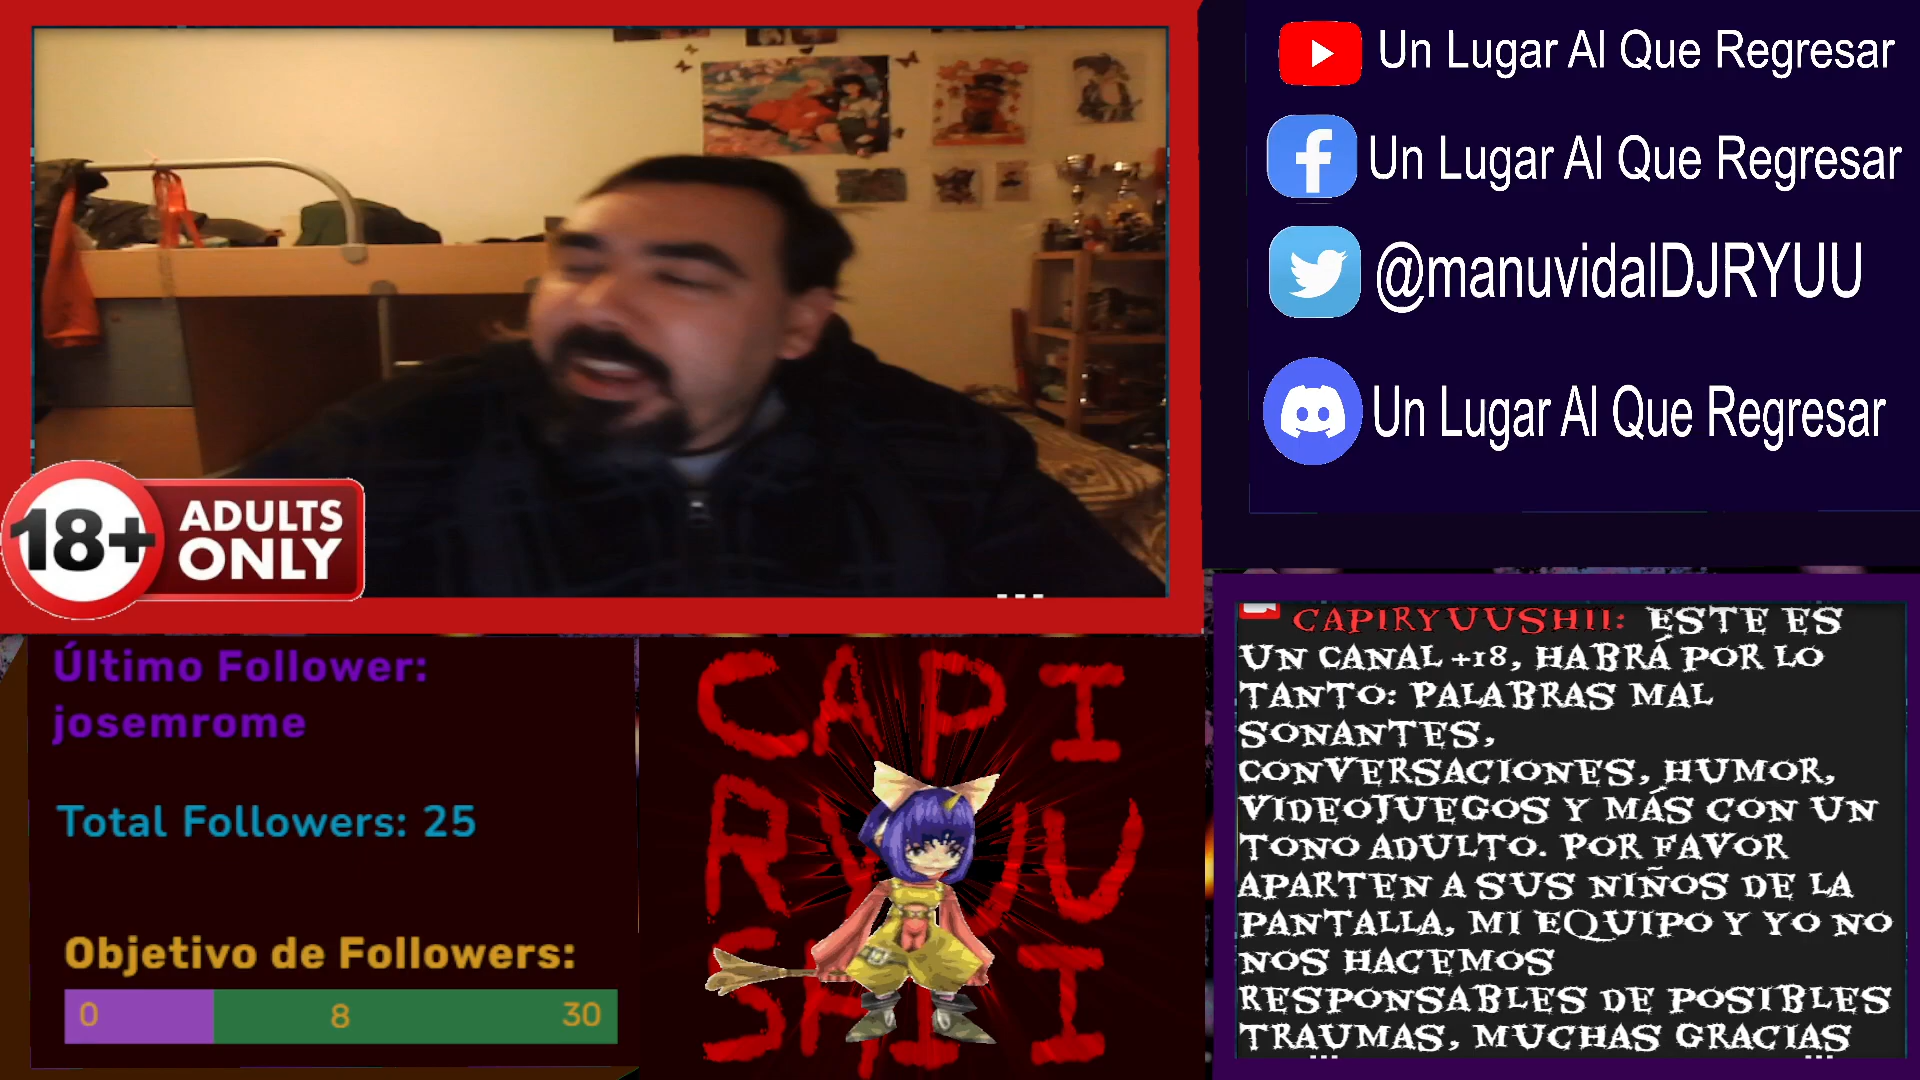 Un Lugar Al Que Regresar
Un Lugar Al Que Regresar
@manuvidalDJRYUU
Un Lugar Al Que Regresar
18+ ADULTS
ONLY
Último Follower:
josemrome
Total Followers: 25
Objetivo de Followers:
0 8 30
CAPI
RYUU
SHII
CAPIRYUUSHII: ESTE ES
UN CANAL +18, HABRÁ POR LO
TANTO: PALABRAS MAL
SONANTES,
CONVERSACIONES, HUMOR,
VIDEOJUEGOS Y MÁS CON UN
TONO ADULTO. POR FAVOR
APARTEN A SUS NIÑOS DE LA
PANTALLA, MI EQUIPO Y YO NO
NOS HACEMOS
RESPONSABLES DE POSIBLES
TRAUMAS, MUCHAS GRACIAS